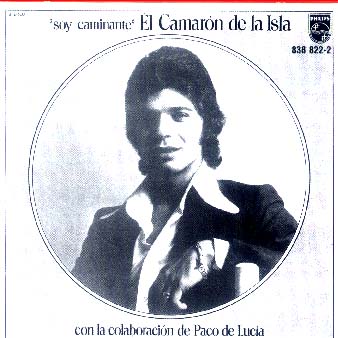 "soy caminante" El Camarón de la Isla
PHILIPS
838 822-2
con la colaboración de Paco de Lucía